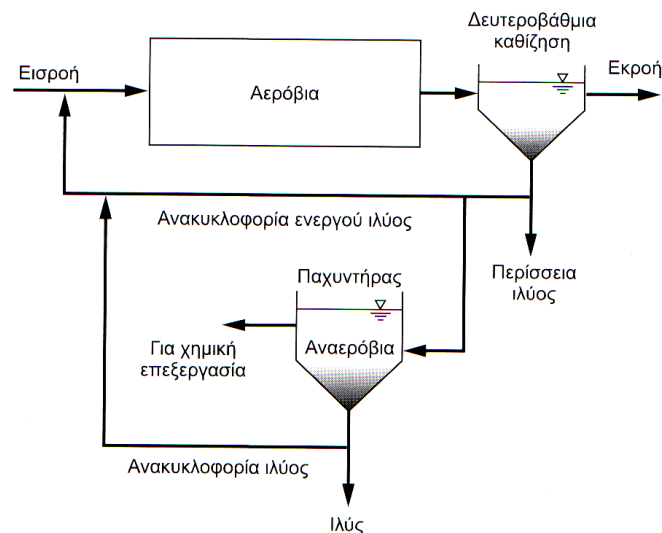 Δευτεροβάθμια
καθίζηση
Εισροή
Εκροή
Αερόβια
Ανακυκλοφορία ενεργού ιλύος
Περίσσεια
ιλύος
Παχυντήρας
Για χημική
επεξεργασία
Αναερόβια
Ανακυκλοφορία ιλύος
Ιλύς